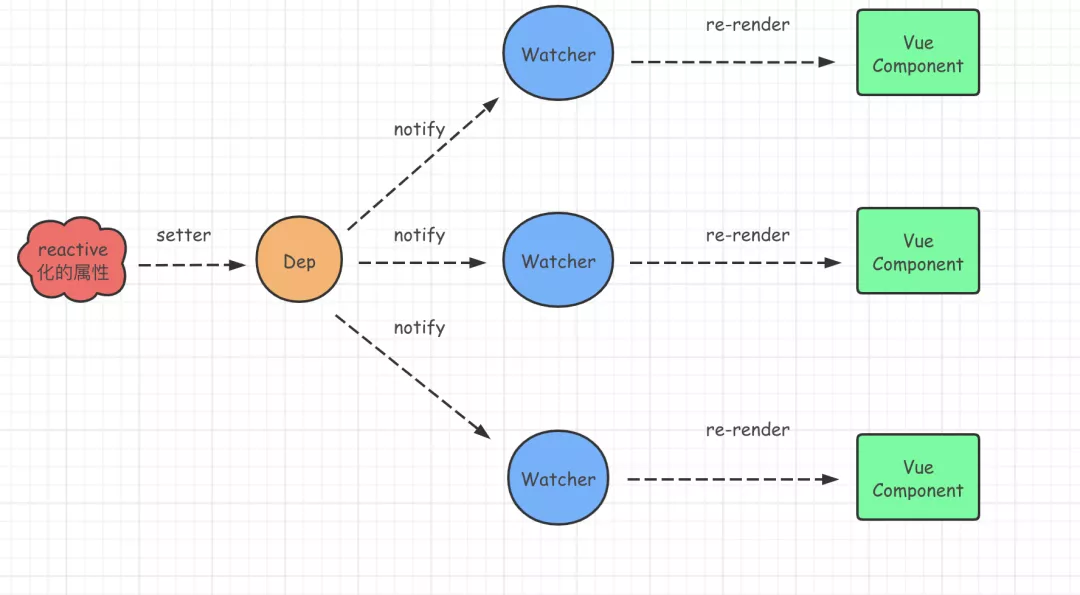 re-render
Watcher
Vue
Component
notify
reactive
化的属性
setter
Dep
notify
Watcher
re-render
Vue
Component
notify
Watcher
re-render
Vue
Component